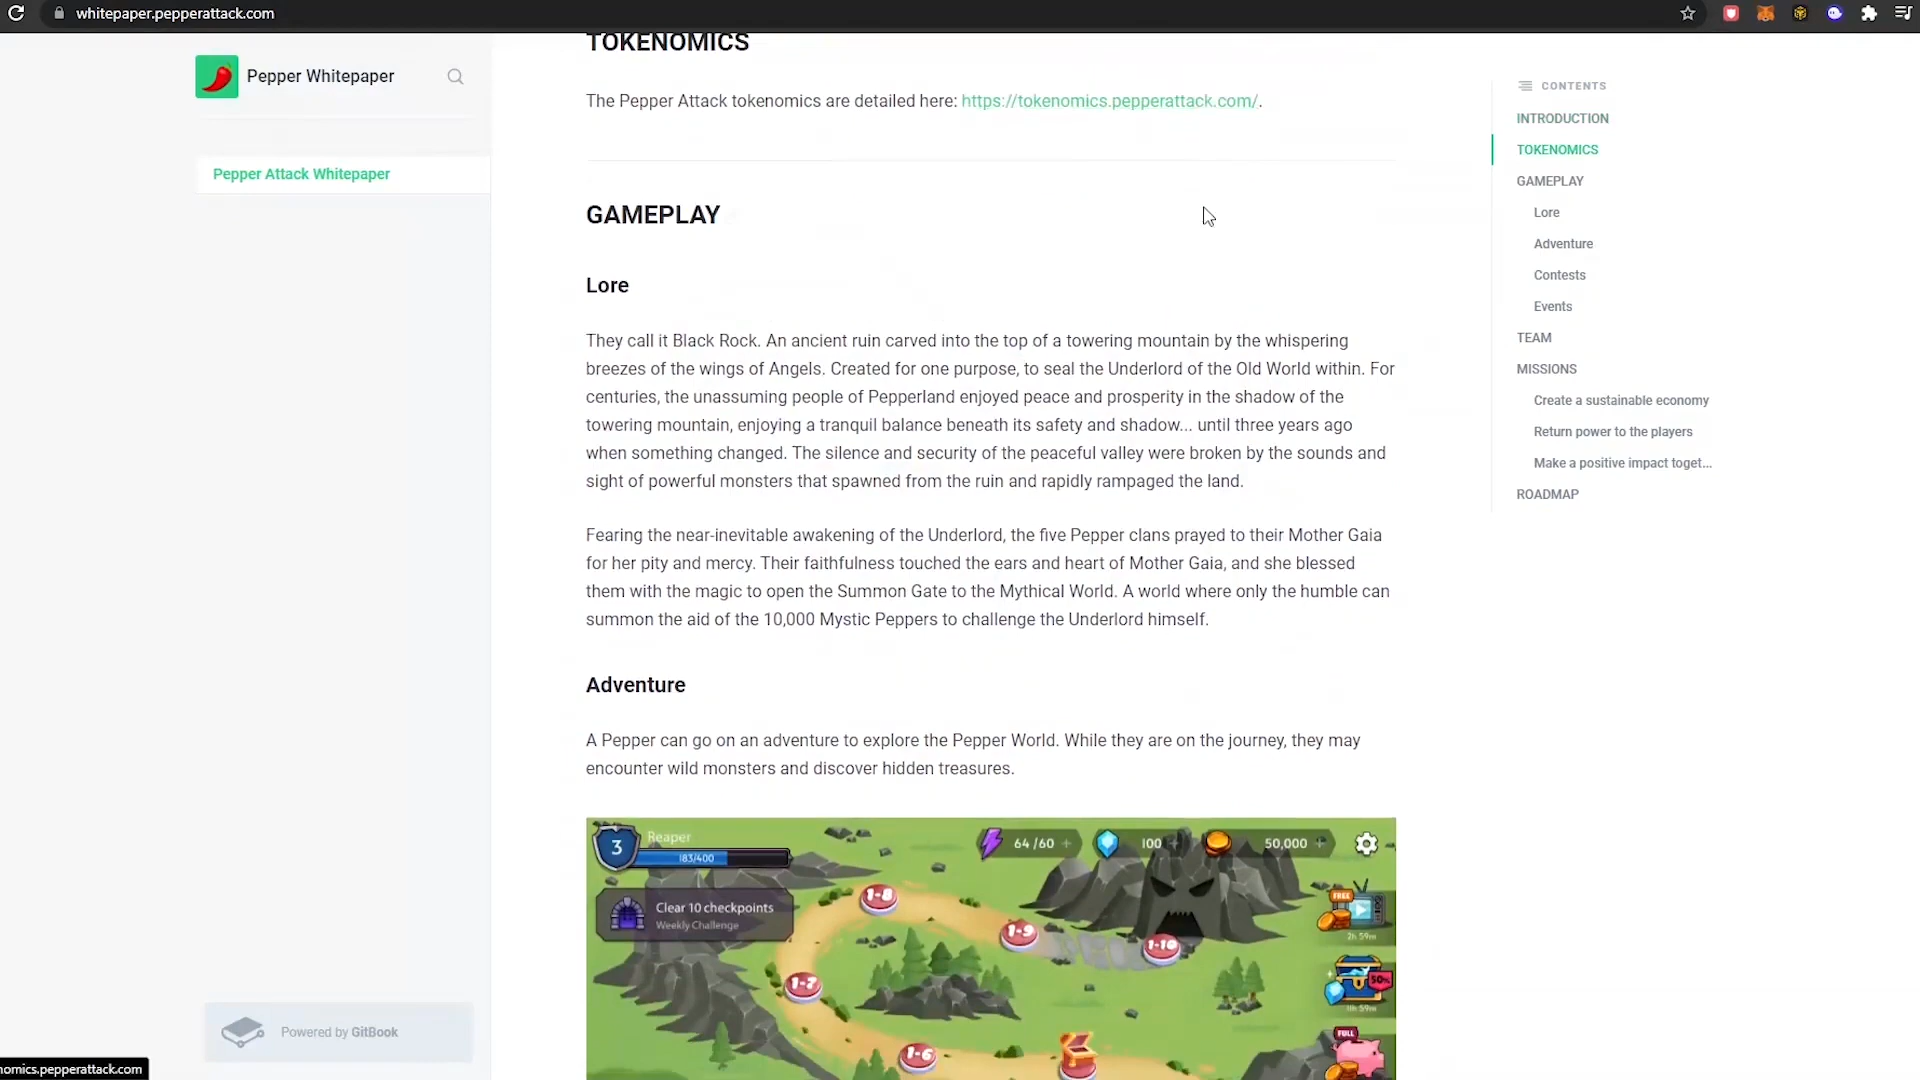 whitepaper.pepperattack.com
Pepper Whitepaper
Pepper Attack Whitepaper
Powered by GitBook
nomics.pepperattack.com
TOKENOMICS
The Pepper Attack tokenomics are detailed here: https://tokenomics.pepperattack.com/.
GAMEPLAY
Lore
They call it Black Rock. An ancient ruin carved into the top of a towering mountain by the whispering
breezes of the wings of Angels. Created for one purpose, to seal the Underlord of the Old World within. For
centuries, the unassuming people of Pepperland enjoyed peace and prosperity in the shadow of the
towering mountain, enjoying a tranquil balance beneath its safety and shadow... until three years ago
when something changed. The silence and security of the peaceful valley were broken by the sounds and
sight of powerful monsters that spawned from the ruin and rapidly rampaged the land.
Fearing the near-inevitable awakening of the Underlord, the five Pepper clans prayed to their Mother Gaia
for her pity and mercy. Their faithfulness touched the ears and heart of Mother Gaia, and she blessed
them with the magic to open the Summon Gate to the Mythical World. A world where only the humble can
summon the aid of the 10,000 Mystic Peppers to challenge the Underlord himself.
Adventure
A Pepper can go on an adventure to explore the Pepper World. While they are on the journey, they may
encounter wild monsters and discover hidden treasures.
3
Reaper
183/400
64/60 +
100 +
50,000 +
Clear 10 checkpoints
Weekly Challenge
1-8
1-9
1-10
1-7
1-6
FREE
2h 59m
50%
11h 59m
FULL
CONTENTS
INTRODUCTION
TOKENOMICS
GAMEPLAY
Lore
Adventure
Contests
Events
TEAM
MISSIONS
Create a sustainable economy
Return power to the players
Make a positive impact toget...
ROADMAP